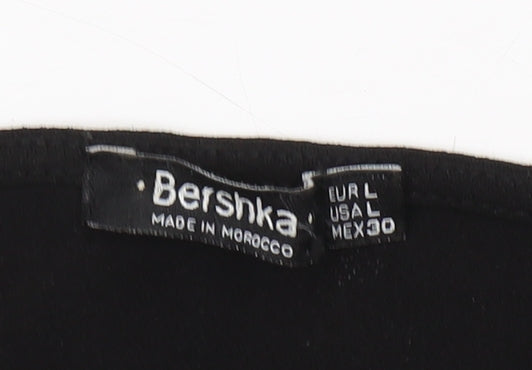 Bershka
MADE IN MOROCCO
EUR L
USA L
MEX 30